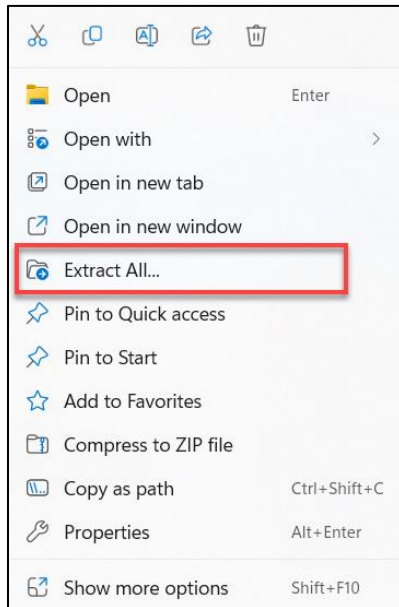 Open Enter
Open with
Open in new tab
Open in new window
Extract All...
Pin to Quick access
Pin to Start
Add to Favorites
Compress to ZIP file
Copy as path Ctrl+Shift+C
Properties Alt+Enter
Show more options Shift+F10